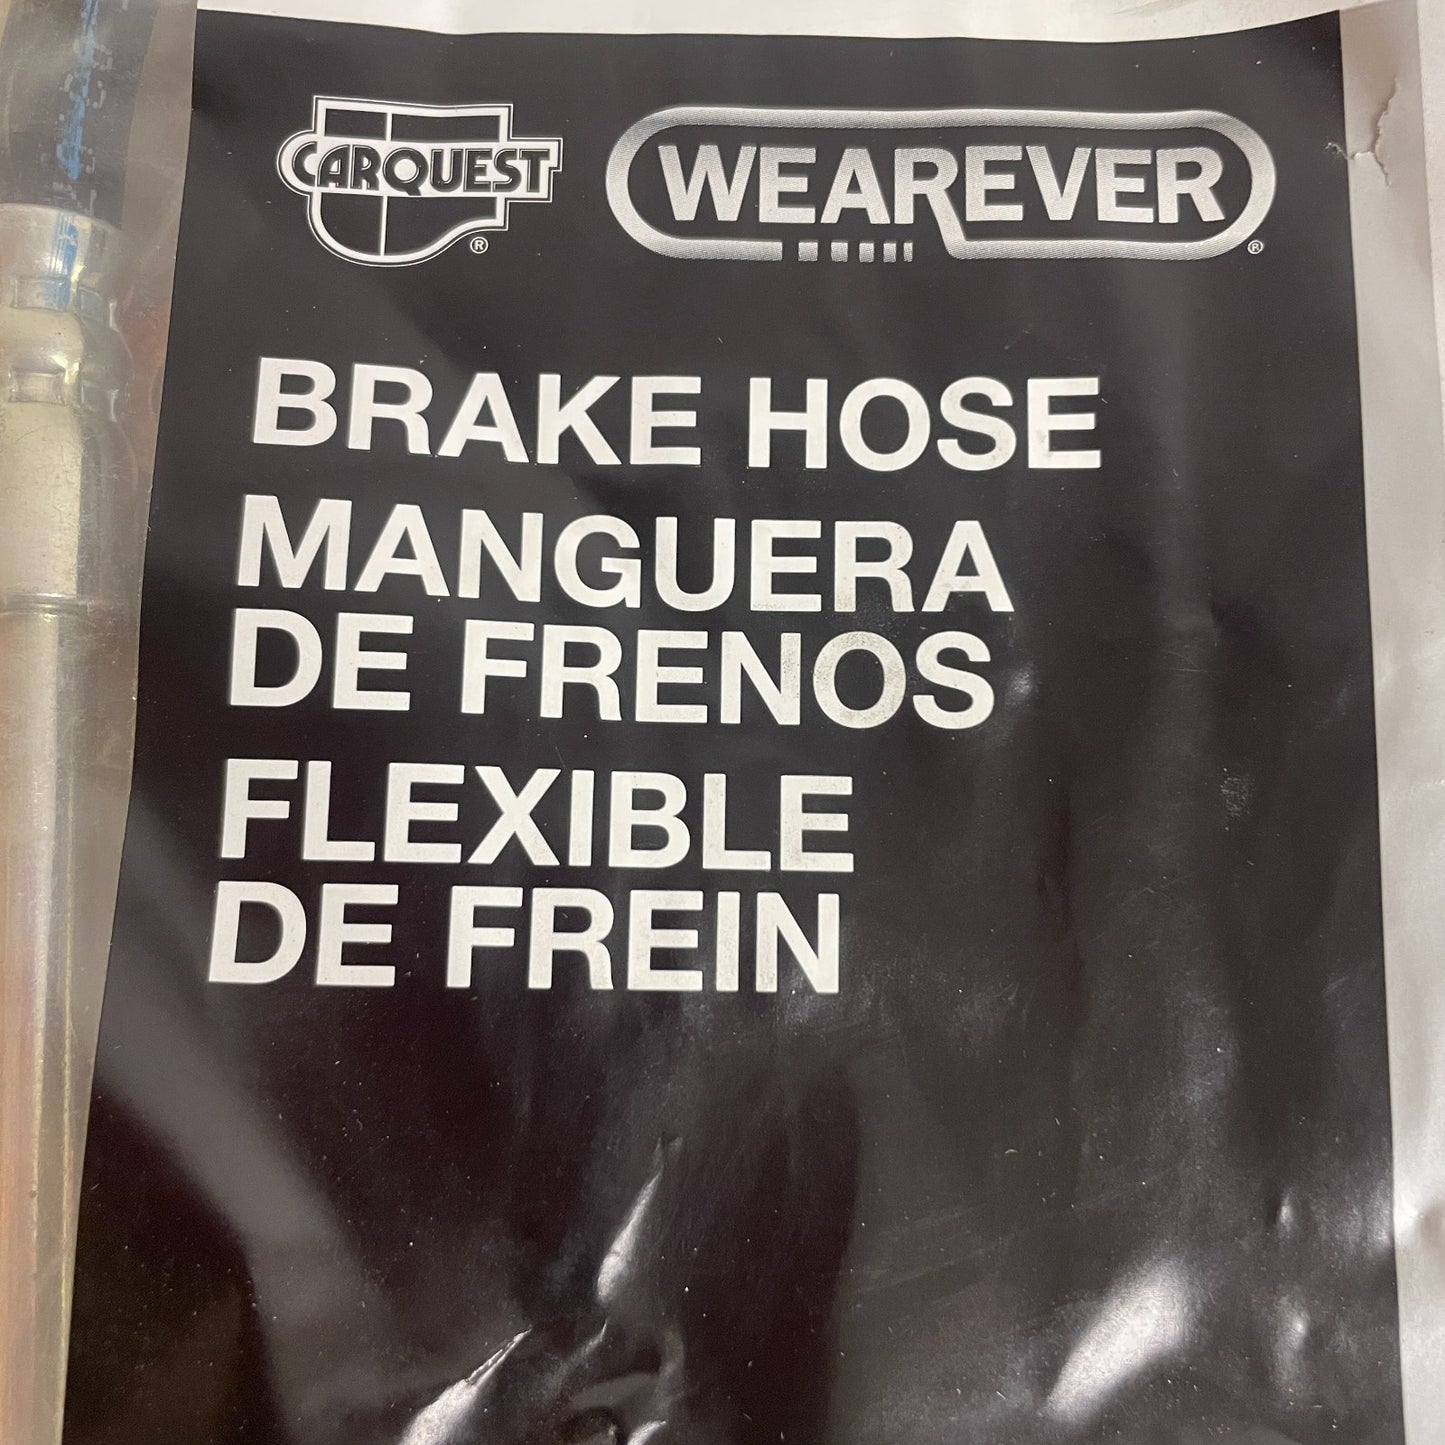 CARQUEST ® WEAREVER ®
BRAKE HOSE
MANGUERA
DE FRENOS
FLEXIBLE
DE FREIN